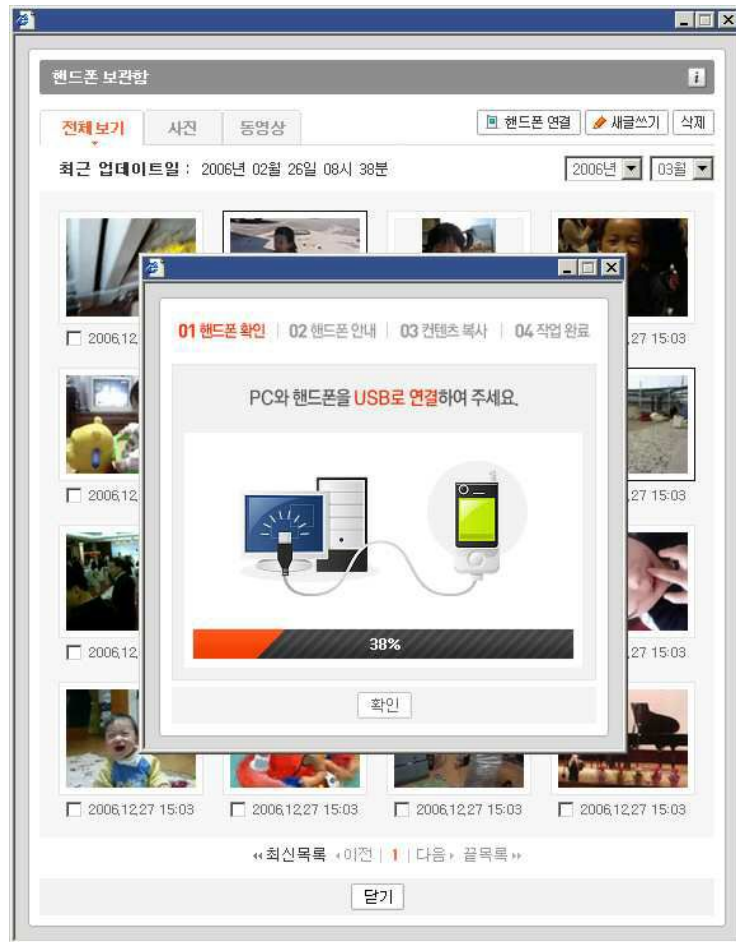 핸드폰 보관함
i
전체 보기 사진 동영상 핸드폰 연결 새글쓰기 삭제
최근 업데이트일 : 2006년 02월 26일 08시 38분 2006년 03월
2006,12, ,27 15:03
01 핸드폰 확인 | 02 핸드폰 안내 | 03 컨텐츠 복사 | 04 작업 완료
PC와 핸드폰을 USB로 연결하여 주세요.
2006,12, ,27 15:03
38%
2006,12, ,27 15:03
확인
2006,12,27 15:03 2006,12,27 15:03 2006,12,27 15:03 2006,12,27 15:03
‹‹ 최신목록 ‹ 이전 | 1 | 다음 › 끝목록 ››
닫기